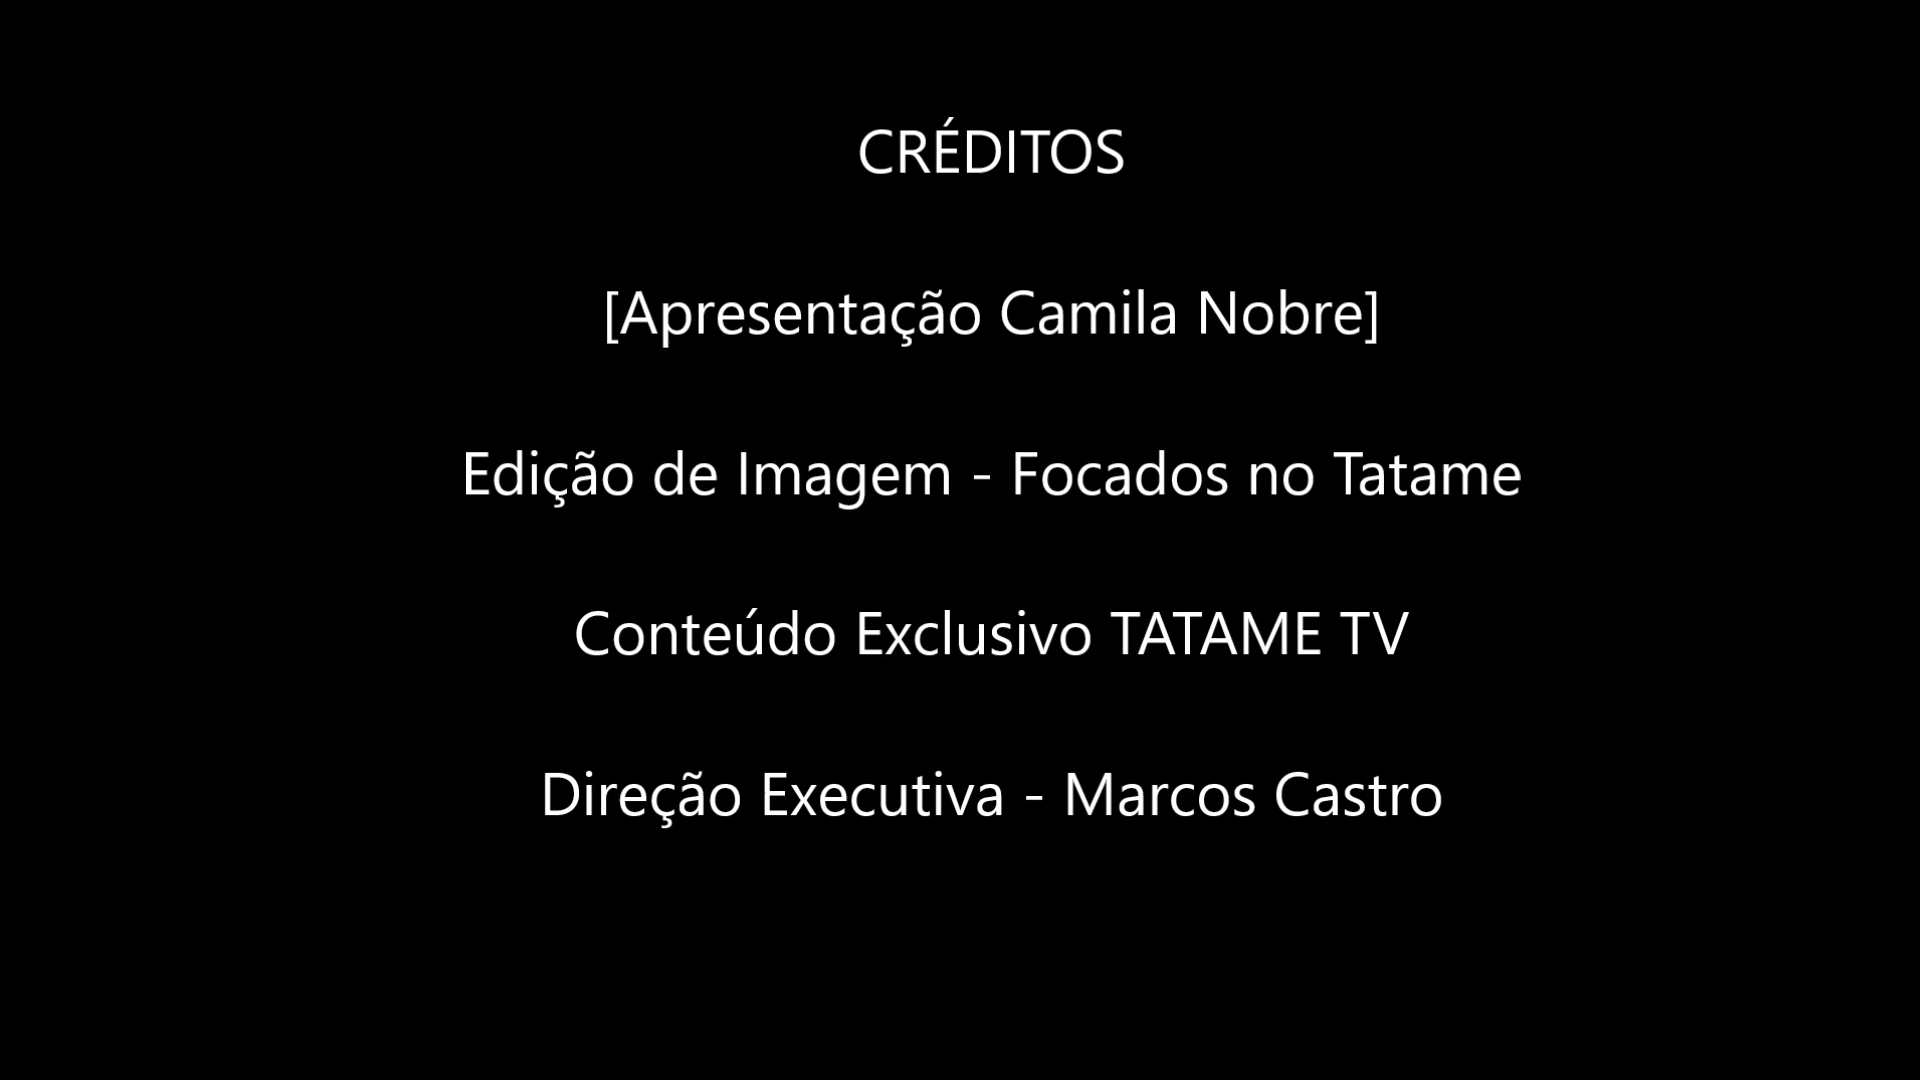 CRÉDITOS
[Apresentação Camila Nobre]
Edição de Imagem - Focados no Tatame
Conteúdo Exclusivo TATAME TV
Direção Executiva - Marcos Castro